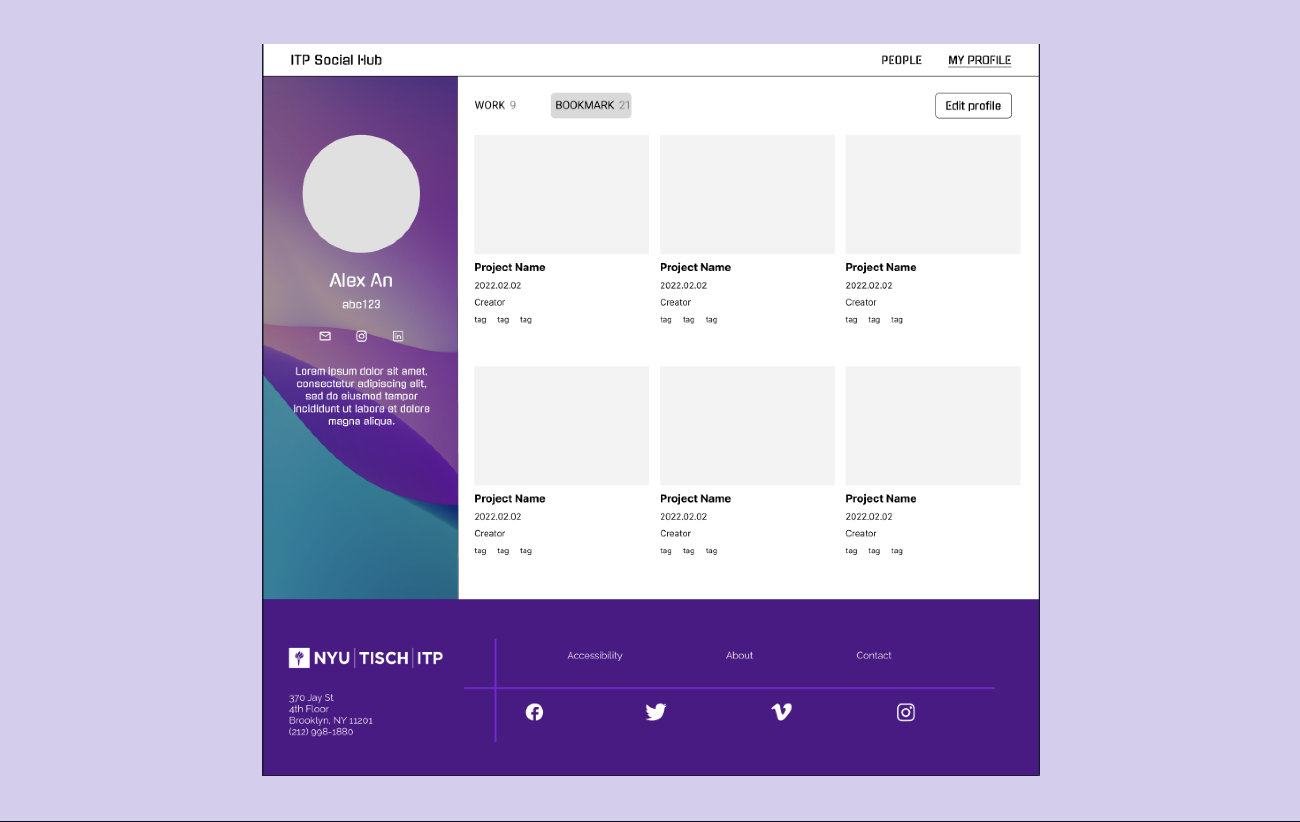 ITP Social Hub
PEOPLE
MY PROFILE
WORK 9
BOOKMARK 21
Edit profile
Alex An
abc123
Lorem ipsum dolor sit amet,
consectetur adipiscing elit,
sed do eiusmod tempor
incididunt ut labore et dolore
magna aliqua.
Project Name
2022.02.02
Creator
tag tag tag
Project Name
2022.02.02
Creator
tag tag tag
Project Name
2022.02.02
Creator
tag tag tag
Project Name
2022.02.02
Creator
tag tag tag
Project Name
2022.02.02
Creator
tag tag tag
Project Name
2022.02.02
Creator
tag tag tag
NYU | TISCH | ITP
370 Jay St
4th Floor
Brooklyn, NY 11201
(212) 998-1880
Accessibility
About
Contact